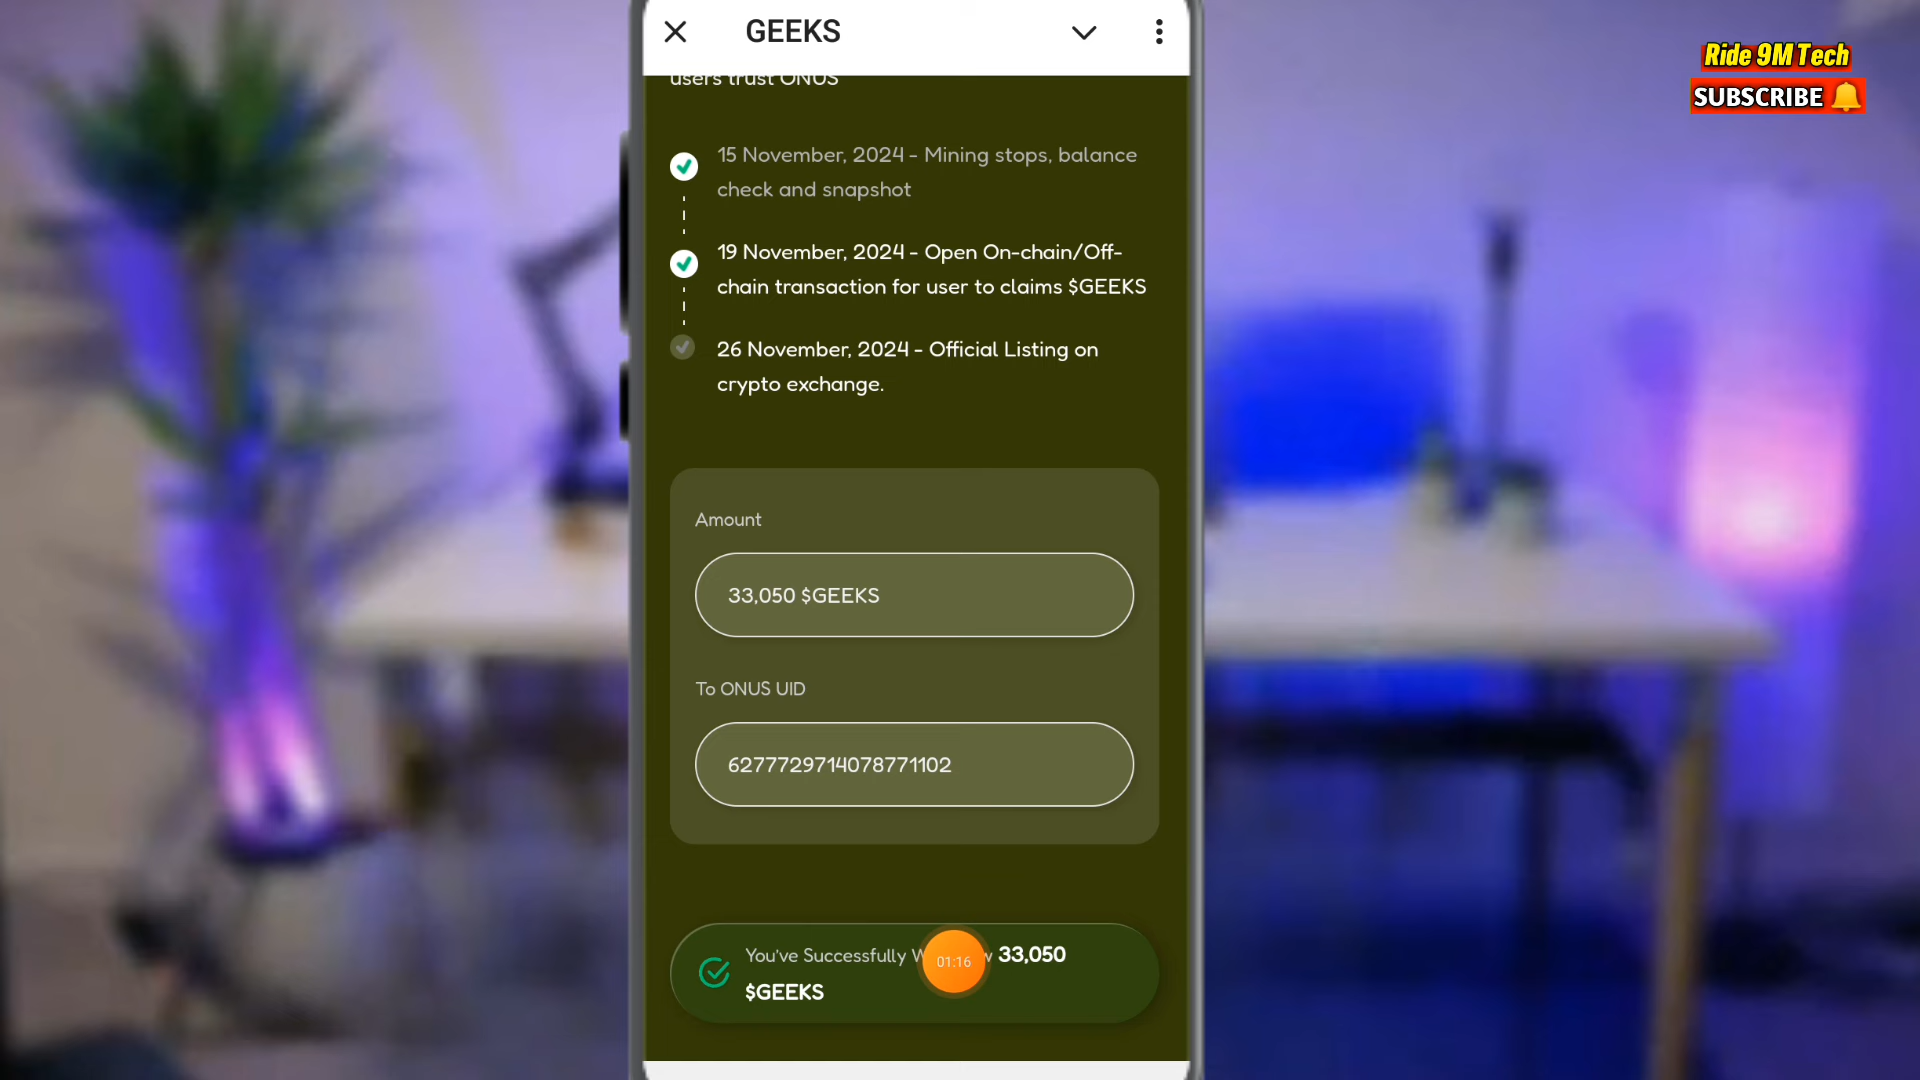 GEEKS
Ride 9M Tech
SUBSCRIBE
users trust ONUS
15 November, 2024 - Mining stops, balance
check and snapshot
19 November, 2024 - Open On-chain/Off-
chain transaction for user to claims $GEEKS
26 November, 2024 - Official Listing on
crypto exchange.
Amount
33,050 $GEEKS
To ONUS UID
6277729714078771102
You've Successfully 33,050
$GEEKS
01:16